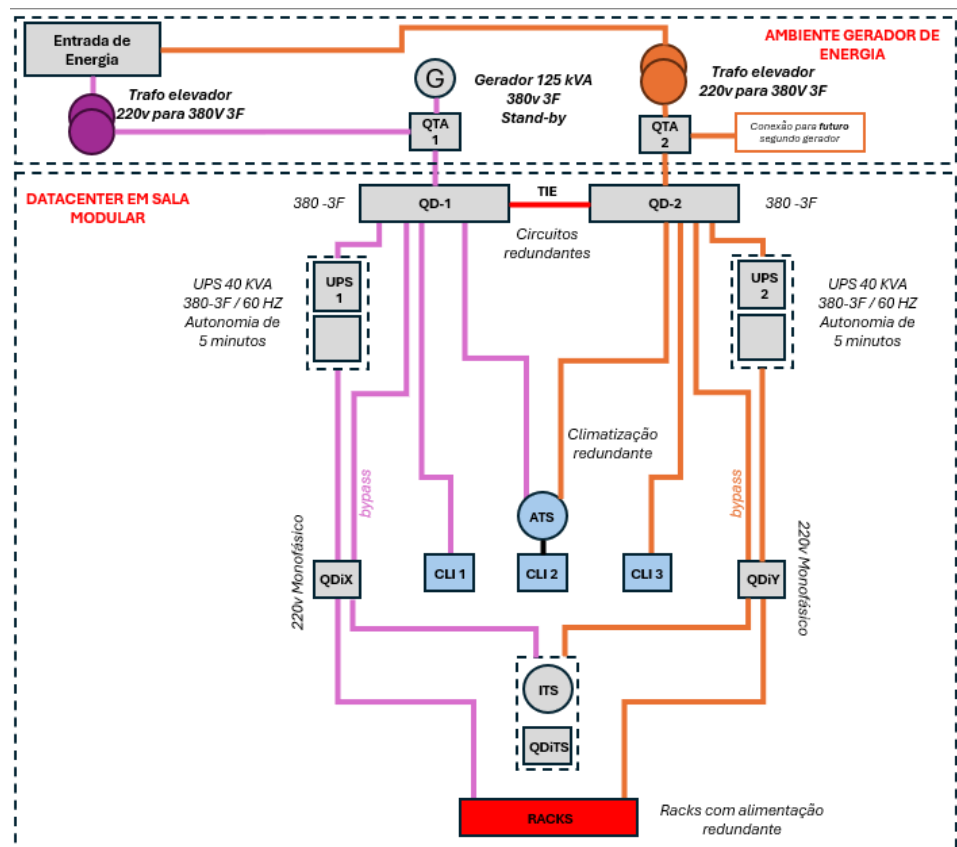 Entrada de
Energia
AMBIENTE GERADOR DE
ENERGIA
Trafo elevador
220v para 380V 3F
G
Gerador 125 kVA
380v 3F
Stand-by
Trafo elevador
220v para 380V 3F
QTA
1
QTA
2
Conexão para futuro
segundo gerador
DATACENTER EM SALA
MODULAR
380 -3F
QD-1
TIE
QD-2
380 -3F
Circuitos
redundantes
UPS 40 KVA
380-3F / 60 HZ
Autonomia de
5 minutos
UPS
1
UPS
2
UPS 40 KVA
380-3F / 60 HZ
Autonomia de
5 minutos
Climatização
redundante
bypass
bypass
ATS
220v Monofásico
QDiX
CLI 1
CLI 2
CLI 3
QDiY
220v Monofásico
ITS
QDiTS
RACKS
Racks com alimentação
redundante